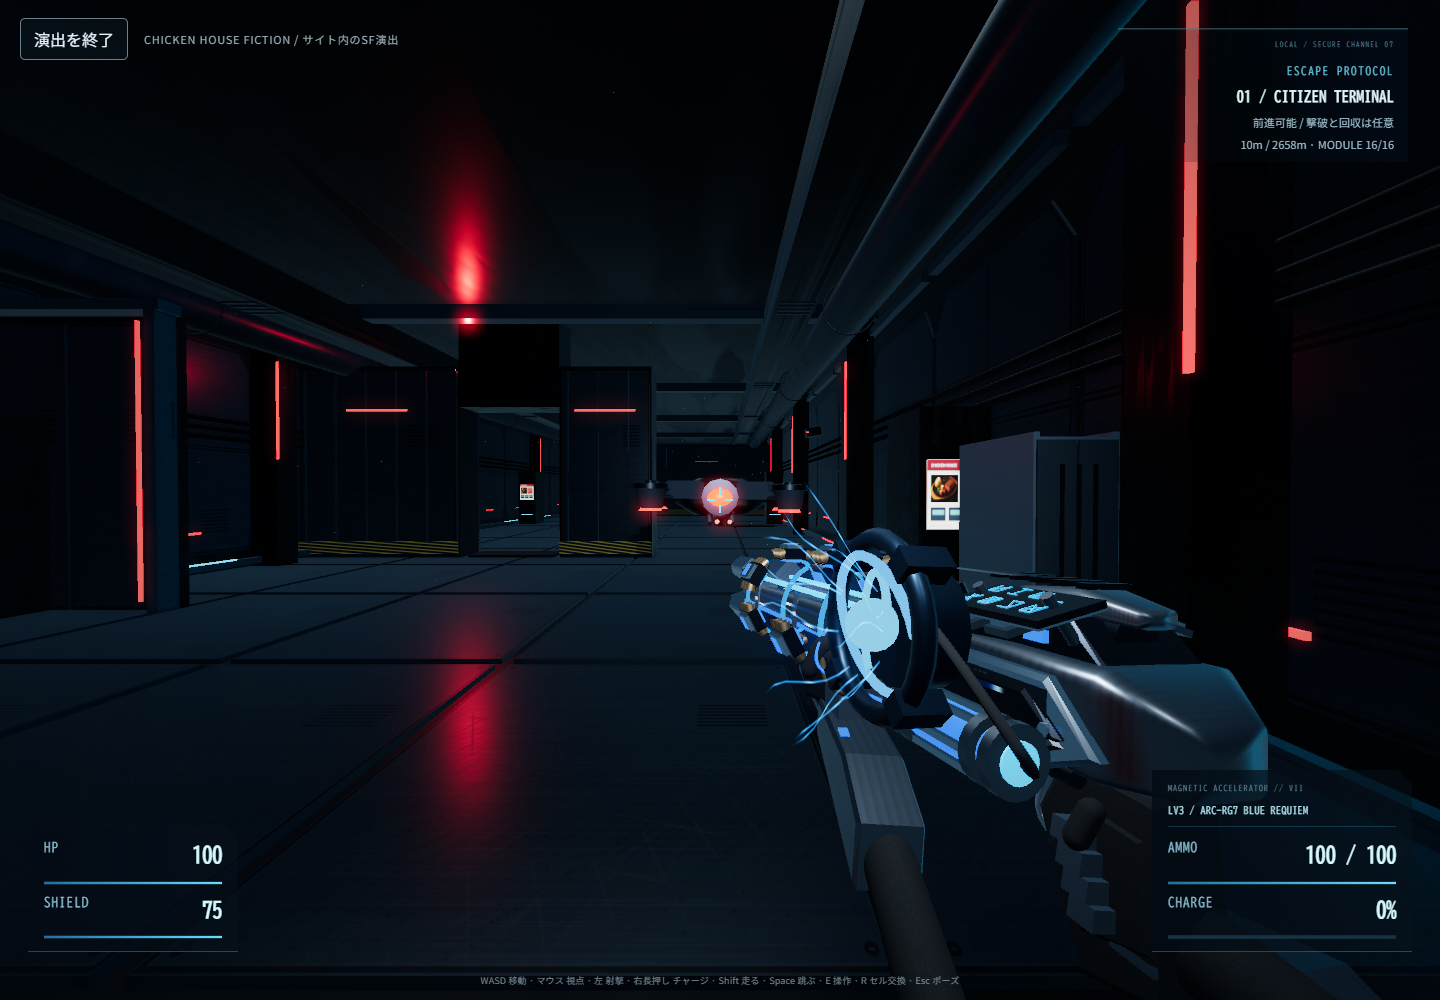 演出を終了
CHICKEN HOUSE FICTION / サイト内のSF演出
LOCAL / SECURE CHANNEL 07
ESCAPE PROTOCOL
01 / CITIZEN TERMINAL
前進可能 / 撃破と回収は任意
10m / 2658m · MODULE 16/16
HP
100
SHIELD
75
MAGNETIC ACCELERATOR // VII
LV3 / ARC-RG7 BLUE REQUIEM
AMMO
100 / 100
CHARGE
0%
WASD 移動 · マウス 視点 · 左 射撃 · 右長押し チャージ · Shift 走る · Space 跳ぶ · E 操作 · R セル交換 · Esc ポーズ